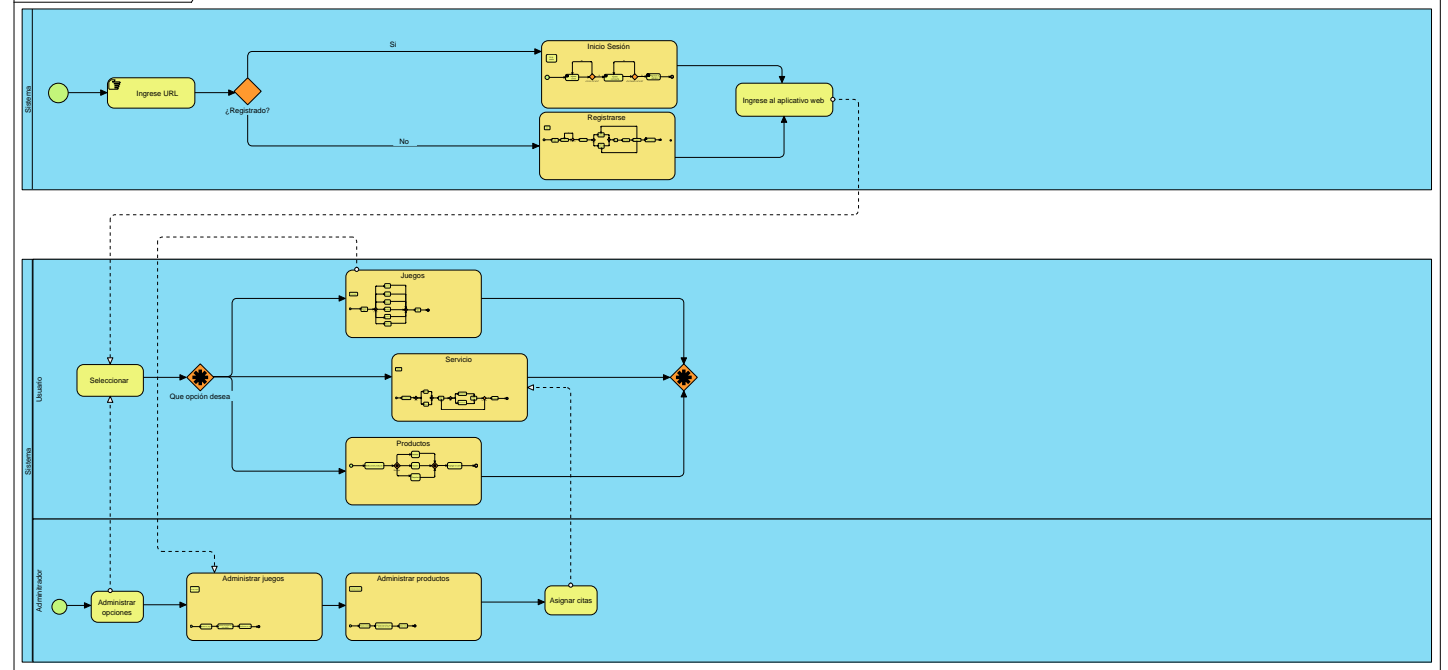 Sistema
Ingrese URL
¿Registrado?
Si
No
Inicio Sesión
Registrarse
Ingrese al aplicativo web
Sistema
Usuario
Seleccionar
Que opción desea
Juegos
Servicio
Productos
Adminitrador
Administrar
opciones
Administrar juegos
Administrar productos
Asignar citas